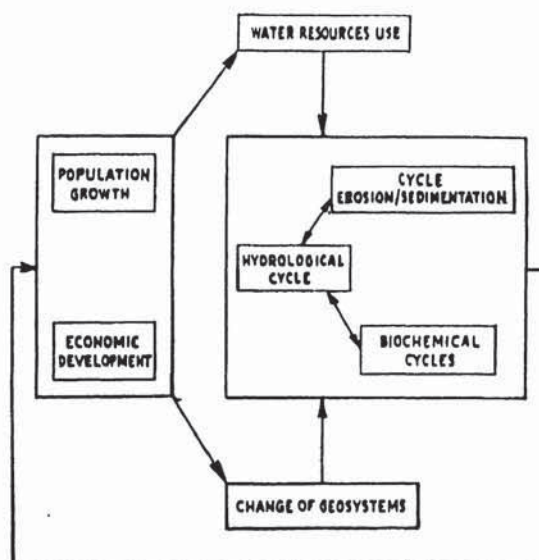 WATER RESOURCES USE
POPULATION
GROWTH
CYCLE
EROSION/SEDIMENTATION
HYDROLOGICAL
CYCLE
ECONOMIC
DEVELOPMENT
BIOCHEMICAL
CYCLES
CHANGE OF GEOSYSTEMS